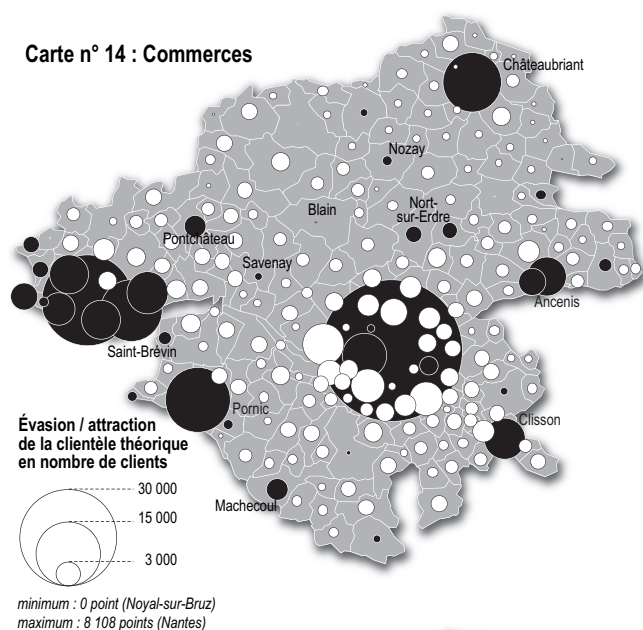 Carte n° 14 : Commerces
Châteaubriant
Nozay
Blain
Nort-
sur-Erdre
Pontchâteau
Savenay
Ancenis
Saint-Brévin
Pornic
Clisson
Machecoul
Évasion / attraction
de la clientèle théorique
en nombre de clients
30 000
15 000
3 000
minimum : 0 point (Noyal-sur-Bruz)
maximum : 8 108 points (Nantes)